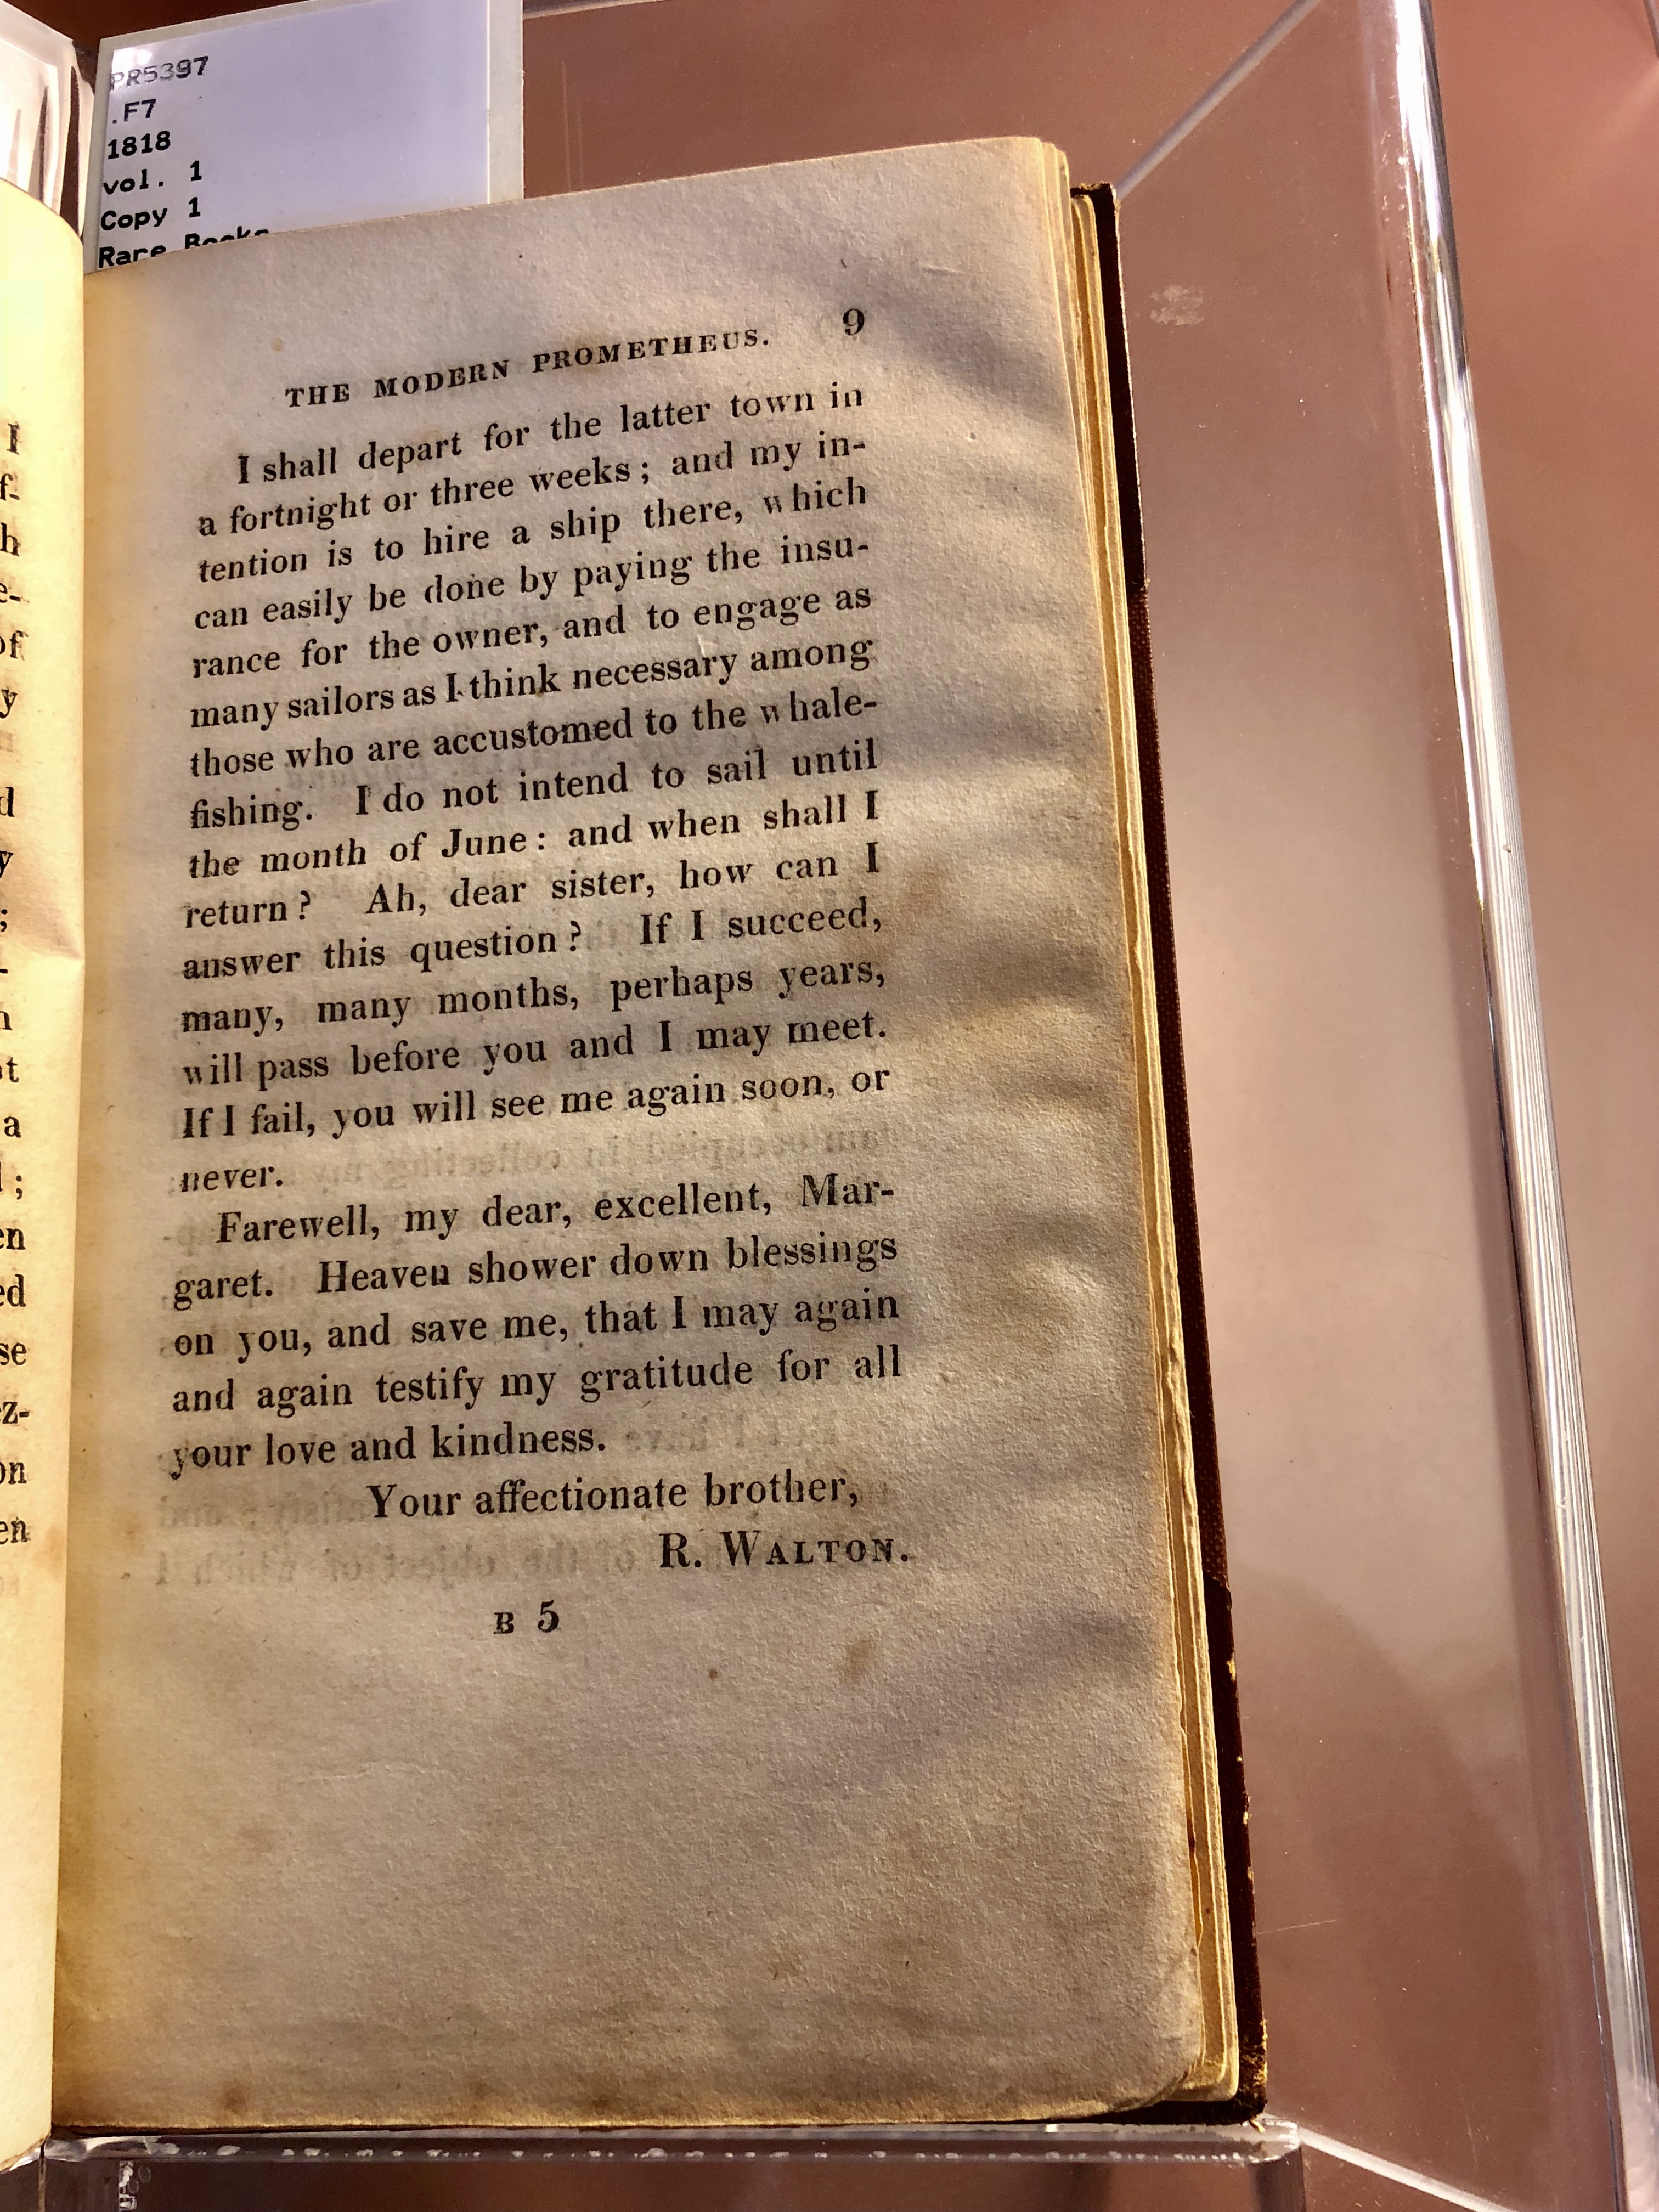 PR5397
.F7
1818
vol. 1
Copy 1
Rare Books
THE MODERN PROMETHEUS. 9
I shall depart for the latter town in
a fortnight or three weeks; and my in-
tention is to hire a ship there, which
can easily be done by paying the insu-
rance for the owner, and to engage as
many sailors as I think necessary among
those who are accustomed to the whale-
fishing. I do not intend to sail until
the month of June: and when shall I
return? Ah, dear sister, how can I
answer this question? If I succeed,
many, many months, perhaps years,
will pass before you and I may meet.
If I fail, you will see me again soon, or
never.
Farewell, my dear, excellent, Mar-
garet. Heaven shower down blessings
on you, and save me, that I may again
and again testify my gratitude for all
your love and kindness.
Your affectionate brother,
R. WALTON.
B 5